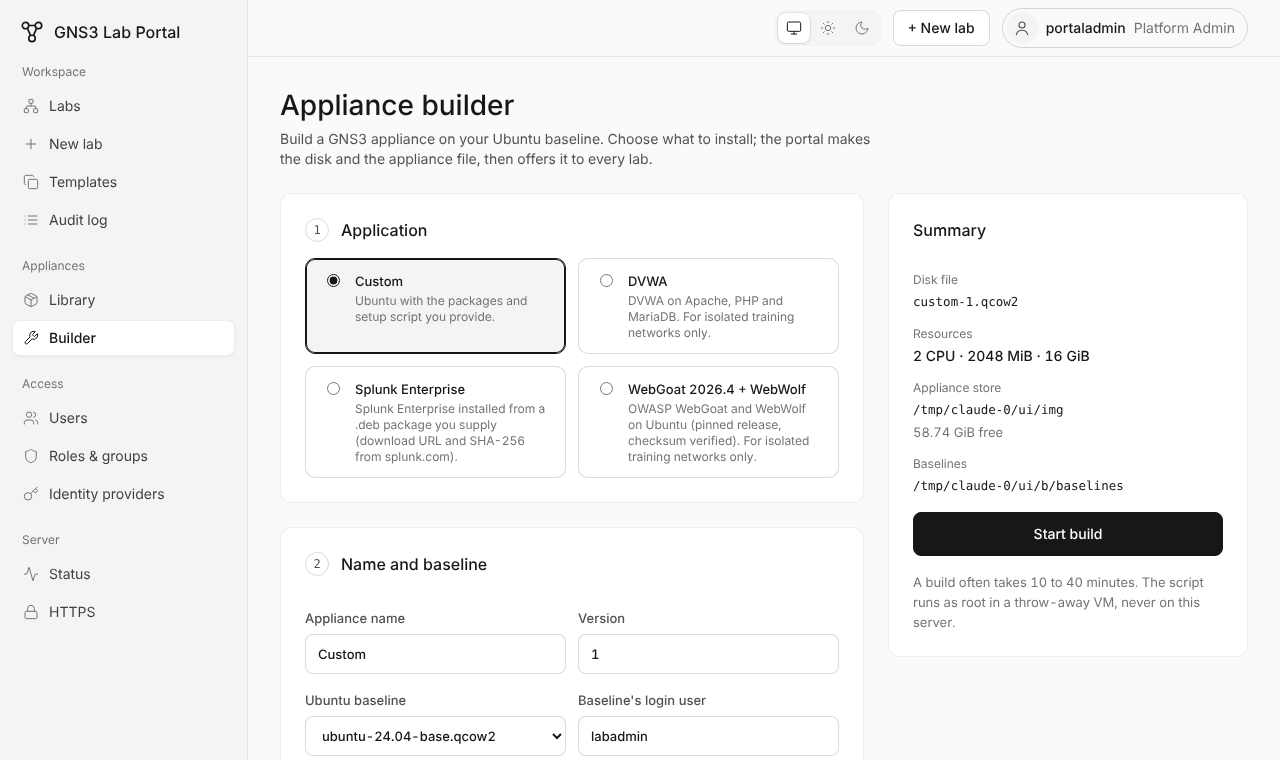 GNS3 Lab Portal
Workspace
Labs
New lab
Templates
Audit log
Appliances
Library
Builder
Access
Users
Roles & groups
Identity providers
Server
Status
HTTPS
+ New lab
portaladmin Platform Admin
Appliance builder
Build a GNS3 appliance on your Ubuntu baseline. Choose what to install; the portal makes
the disk and the appliance file, then offers it to every lab.
1 Application
Custom
Ubuntu with the packages and
setup script you provide.
DVWA
DVWA on Apache, PHP and
MariaDB. For isolated training
networks only.
Splunk Enterprise
Splunk Enterprise installed from a
.deb package you supply
(download URL and SHA-256
from splunk.com).
WebGoat 2026.4 + WebWolf
OWASP WebGoat and WebWolf
on Ubuntu (pinned release,
checksum verified). For isolated
training networks only.
2 Name and baseline
Appliance name
Custom
Version
1
Ubuntu baseline
ubuntu-24.04-base.qcow2
Baseline's login user
labadmin
Summary
Disk file
custom-1.qcow2
Resources
2 CPU · 2048 MiB · 16 GiB
Appliance store
/tmp/claude-0/ui/img
58.74 GiB free
Baselines
/tmp/claude-0/ui/b/baselines
Start build
A build often takes 10 to 40 minutes. The script
runs as root in a throw-away VM, never on this
server.